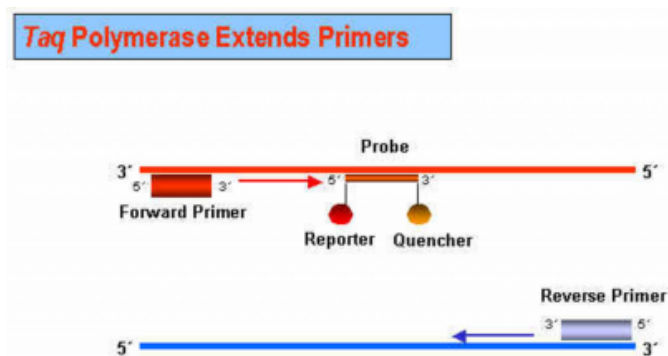 Taq Polymerase Extends Primers
Probe
3´ 5´
5´ 3´ 5´ 3´
Forward Primer
Reporter Quencher
Reverse Primer
3´ 5´
5´ 3´